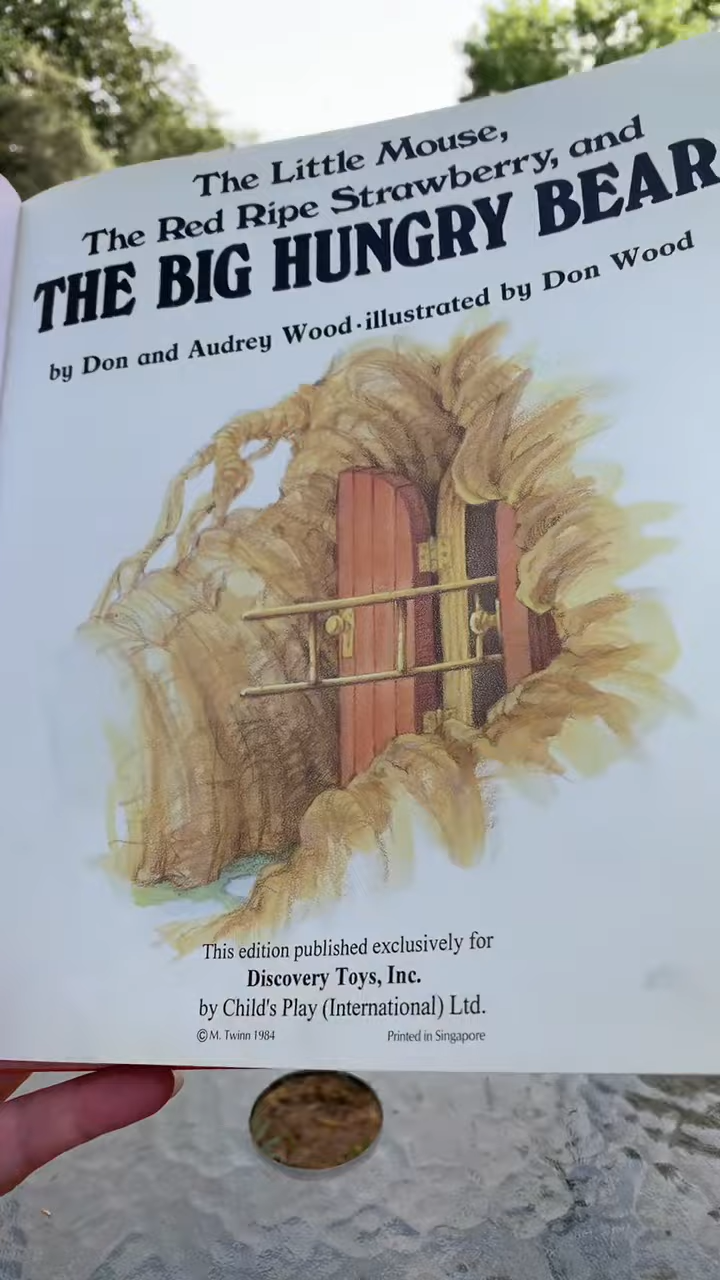 The Little Mouse,
The Red Ripe Strawberry, and
THE BIG HUNGRY BEAR
by Don and Audrey Wood · illustrated by Don Wood
This edition published exclusively for
Discovery Toys, Inc.
by Child's Play (International) Ltd.
© M. Twinn 1984 Printed in Singapore